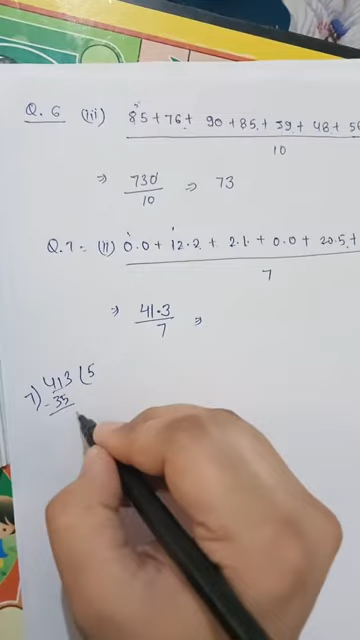 Q. 6 (iii) 85 + 76 + 90 + 85 + 39 + 48 + 56
10
⇒ 730/10 ⇒ 73
Q. 7 - (ii) 0.0 + 12.2 + 2.1 + 0.0 + 20.5 +
7
⇒ 41.3/7 ⇒
7) 413 (5
- 35